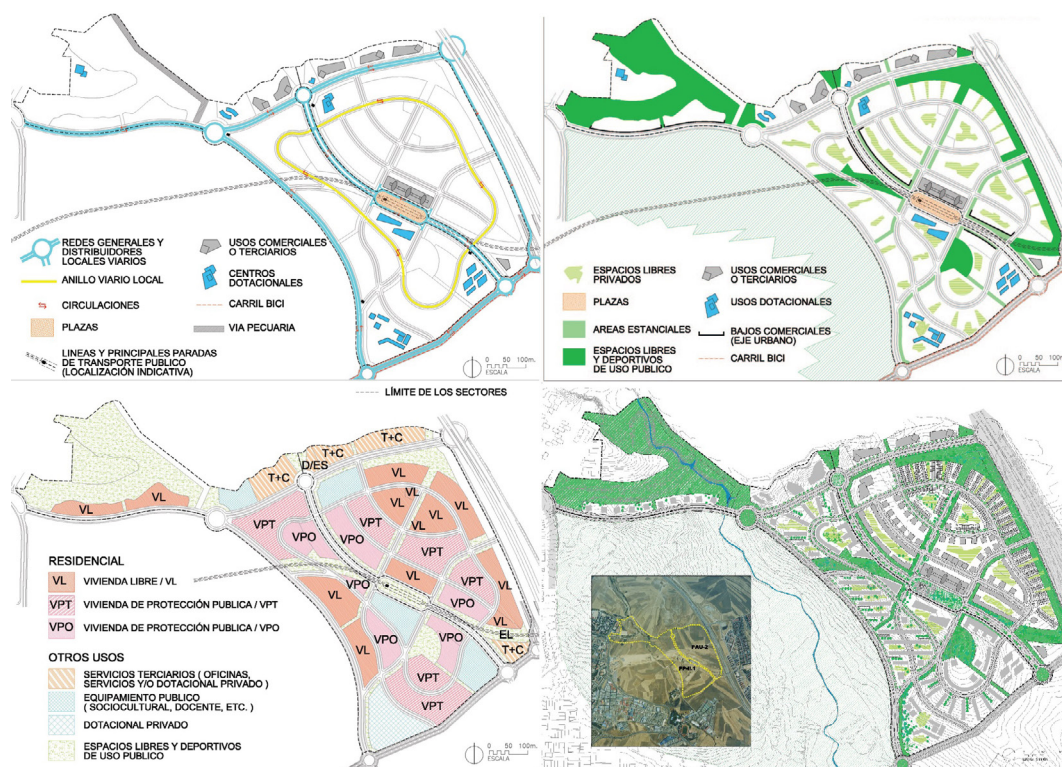 REDES GENERALES Y
DISTRIBUIDORES
LOCALES VIARIOS
ANILLO VIARIO LOCAL
CIRCULACIONES
PLAZAS
LINEAS Y PRINCIPALES PARADAS
DE TRANSPORTE PUBLICO
(LOCALIZACIÓN INDICATIVA)
USOS COMERCIALES
O TERCIARIOS
CENTROS
DOTACIONALES
CARRIL BICI
VIA PECUARIA
0 50 100m.
ESCALA
ESPACIOS LIBRES
PRIVADOS
PLAZAS
AREAS ESTANCIALES
ESPACIOS LIBRES
Y DEPORTIVOS
DE USO PUBLICO
USOS COMERCIALES
O TERCIARIOS
USOS DOTACIONALES
BAJOS COMERCIALES
(EJE URBANO)
CARRIL BICI
0 50 100m.
ESCALA
LÍMITE DE LOS SECTORES
T+C
T+C
T+C
D/ES
VL
VL
VL
VL
VL
VL
VL
VL
VL
VPT
VPT
VPO
VPT
VL
VPT
VPO
VPO
VL
VL
VPO
VPO
VL
EL
T+C
VPT
RESIDENCIAL
VL VIVIENDA LIBRE / VL
VPT VIVIENDA DE PROTECCIÓN PUBLICA / VPT
VPO VIVIENDA DE PROTECCIÓN PUBLICA / VPO
OTROS USOS
SERVICIOS TERCIARIOS ( OFICINAS,
SERVICIOS Y/O DOTACIONAL PRIVADO )
EQUIPAMIENTO PUBLICO
( SOCIOCULTURAL, DOCENTE, ETC. )
DOTACIONAL PRIVADO
ESPACIOS LIBRES Y DEPORTIVOS
DE USO PUBLICO
0 50 100m.
ESCALA
PAU-2